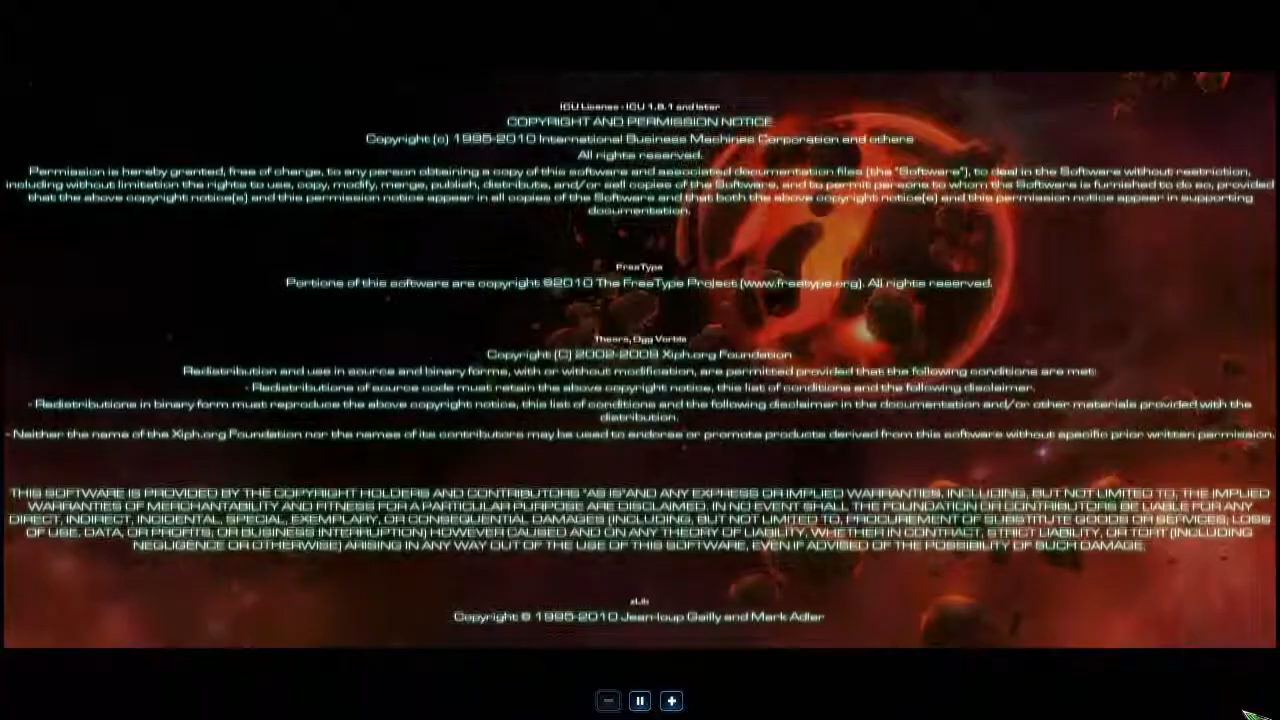 ICU License - ICU 1.8.1 and later
COPYRIGHT AND PERMISSION NOTICE
Copyright (c) 1995-2010 International Business Machines Corporation and others
All rights reserved.
Permission is hereby granted, free of charge, to any person obtaining a copy of this software and associated documentation files (the "Software"), to deal in the Software without restriction,
including without limitation the rights to use, copy, modify, merge, publish, distribute, and/or sell copies of the Software, and to permit persons to whom the Software is furnished to do so, provided
that the above copyright notice(s) and this permission notice appear in all copies of the Software and that both the above copyright notice(s) and this permission notice appear in supporting
documentation.
FreeType
Portions of this software are copyright ©2010 The FreeType Project (www.freetype.org). All rights reserved.
Theora, Ogg Vorbis
Copyright (C) 2002-2009 Xiph.org Foundation
Redistribution and use in source and binary forms, with or without modification, are permitted provided that the following conditions are met:
- Redistributions of source code must retain the above copyright notice, this list of conditions and the following disclaimer.
- Redistributions in binary form must reproduce the above copyright notice, this list of conditions and the following disclaimer in the documentation and/or other materials provided with the
distribution.
- Neither the name of the Xiph.org Foundation nor the names of its contributors may be used to endorse or promote products derived from this software without specific prior written permission.
THIS SOFTWARE IS PROVIDED BY THE COPYRIGHT HOLDERS AND CONTRIBUTORS "AS IS" AND ANY EXPRESS OR IMPLIED WARRANTIES, INCLUDING, BUT NOT LIMITED TO, THE IMPLIED
WARRANTIES OF MERCHANTABILITY AND FITNESS FOR A PARTICULAR PURPOSE ARE DISCLAIMED. IN NO EVENT SHALL THE FOUNDATION OR CONTRIBUTORS BE LIABLE FOR ANY
DIRECT, INDIRECT, INCIDENTAL, SPECIAL, EXEMPLARY, OR CONSEQUENTIAL DAMAGES (INCLUDING, BUT NOT LIMITED TO, PROCUREMENT OF SUBSTITUTE GOODS OR SERVICES; LOSS
OF USE, DATA, OR PROFITS; OR BUSINESS INTERRUPTION) HOWEVER CAUSED AND ON ANY THEORY OF LIABILITY, WHETHER IN CONTRACT, STRICT LIABILITY, OR TORT (INCLUDING
NEGLIGENCE OR OTHERWISE) ARISING IN ANY WAY OUT OF THE USE OF THIS SOFTWARE, EVEN IF ADVISED OF THE POSSIBILITY OF SUCH DAMAGE.
zLib
Copyright © 1995-2010 Jean-loup Gailly and Mark Adler